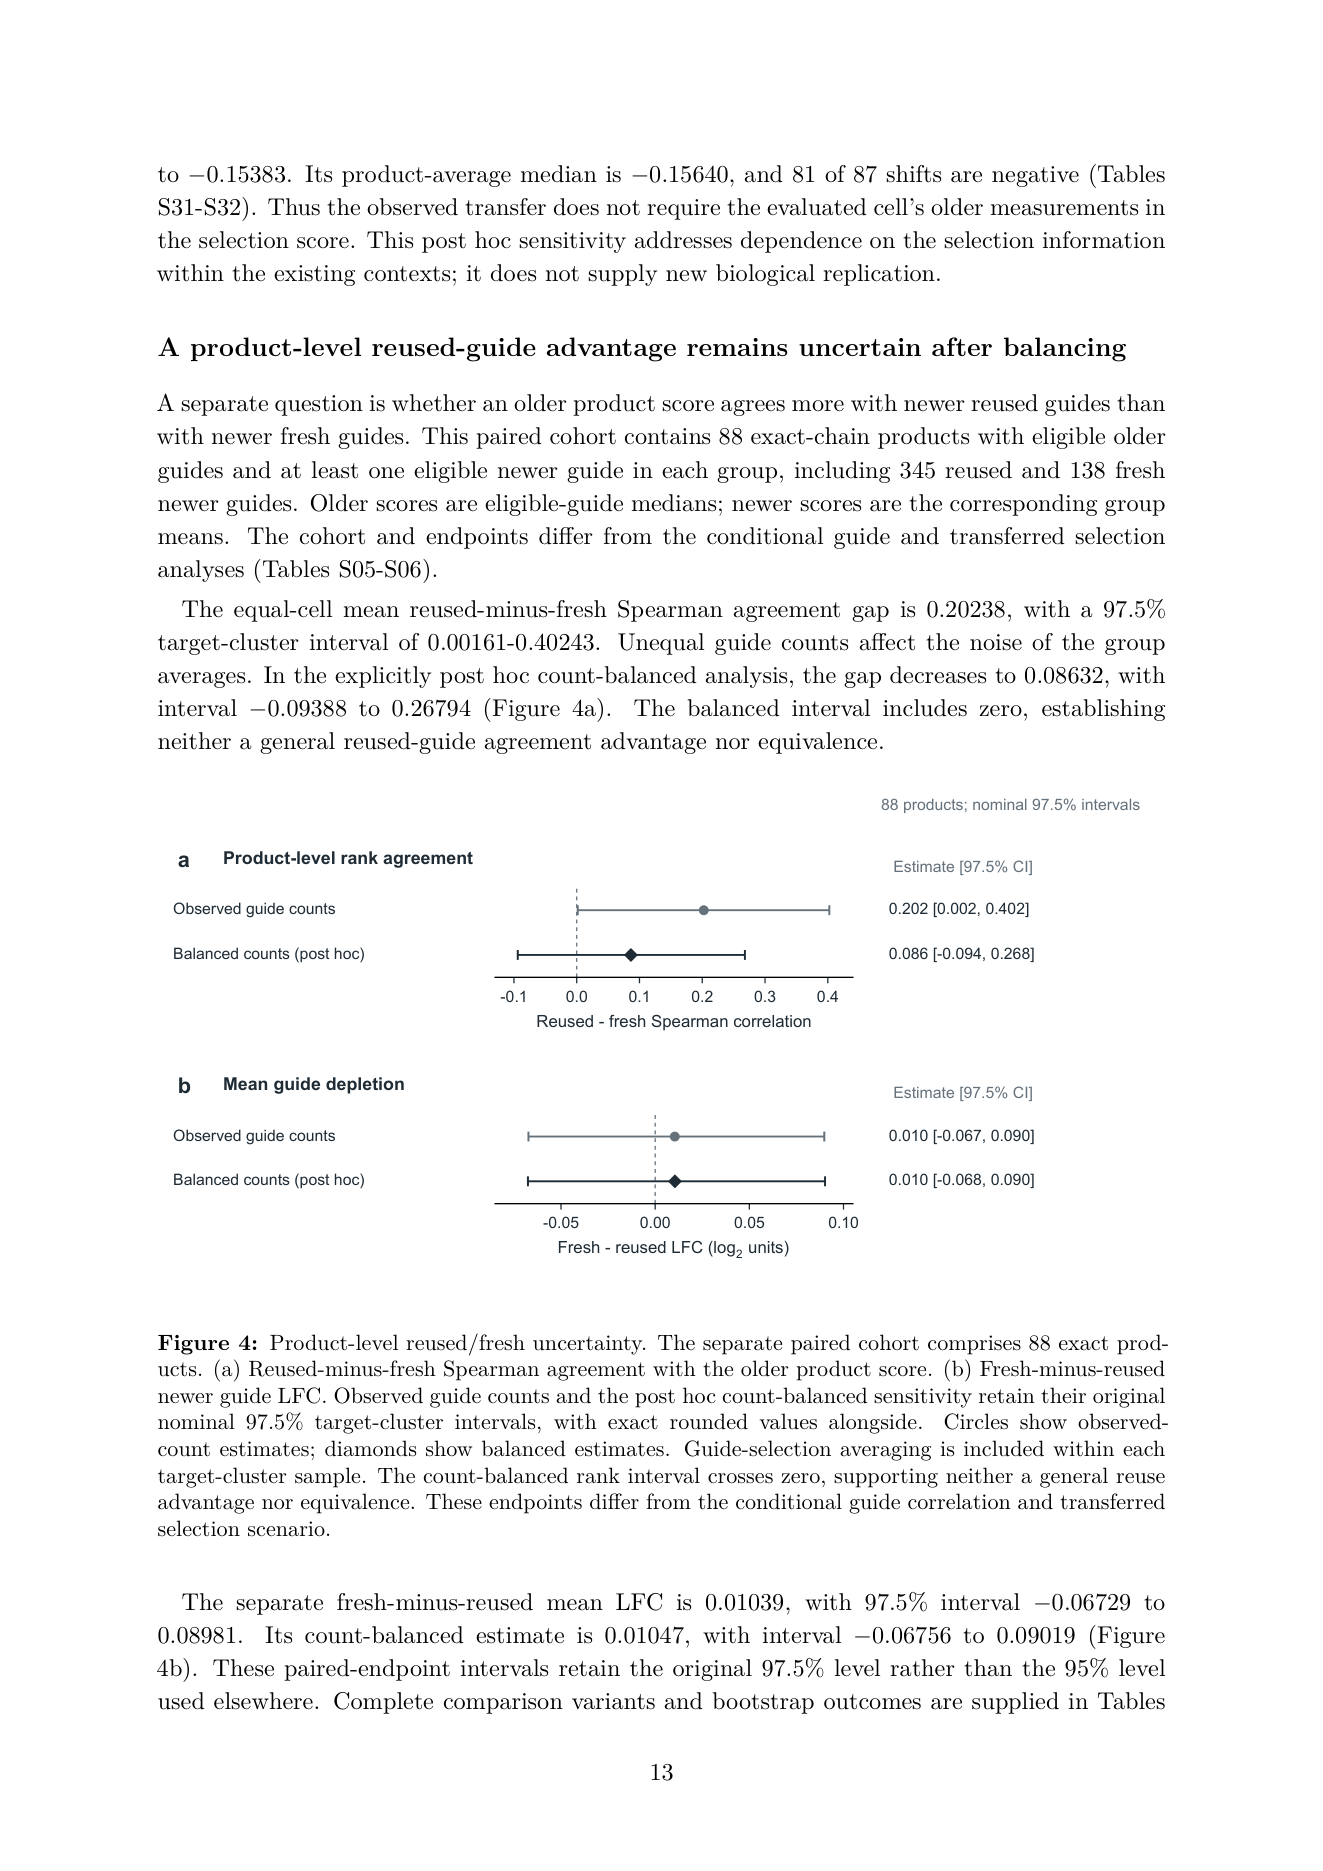 to −0.15383. Its product-average median is −0.15640, and 81 of 87 shifts are negative (Tables
S31-S32). Thus the observed transfer does not require the evaluated cell’s older measurements in
the selection score. This post hoc sensitivity addresses dependence on the selection information
within the existing contexts; it does not supply new biological replication.
A product-level reused-guide advantage remains uncertain after balancing
A separate question is whether an older product score agrees more with newer reused guides than
with newer fresh guides. This paired cohort contains 88 exact-chain products with eligible older
guides and at least one eligible newer guide in each group, including 345 reused and 138 fresh
newer guides. Older scores are eligible-guide medians; newer scores are the corresponding group
means. The cohort and endpoints differ from the conditional guide and transferred selection
analyses (Tables S05-S06).
The equal-cell mean reused-minus-fresh Spearman agreement gap is 0.20238, with a 97.5%
target-cluster interval of 0.00161-0.40243. Unequal guide counts affect the noise of the group
averages. In the explicitly post hoc count-balanced analysis, the gap decreases to 0.08632, with
interval −0.09388 to 0.26794 (Figure 4a). The balanced interval includes zero, establishing
neither a general reused-guide agreement advantage nor equivalence.
88 products; nominal 97.5% intervals
a Product-level rank agreement
Estimate [97.5% CI]
Observed guide counts 0.202 [0.002, 0.402]
Balanced counts (post hoc) 0.086 [-0.094, 0.268]
-0.1 0.0 0.1 0.2 0.3 0.4
Reused - fresh Spearman correlation
b Mean guide depletion
Estimate [97.5% CI]
Observed guide counts 0.010 [-0.067, 0.090]
Balanced counts (post hoc) 0.010 [-0.068, 0.090]
-0.05 0.00 0.05 0.10
Fresh - reused LFC (log2 units)
Figure 4: Product-level reused/fresh uncertainty. The separate paired cohort comprises 88 exact prod-
ucts. (a) Reused-minus-fresh Spearman agreement with the older product score. (b) Fresh-minus-reused
newer guide LFC. Observed guide counts and the post hoc count-balanced sensitivity retain their original
nominal 97.5% target-cluster intervals, with exact rounded values alongside. Circles show observed-
count estimates; diamonds show balanced estimates. Guide-selection averaging is included within each
target-cluster sample. The count-balanced rank interval crosses zero, supporting neither a general reuse
advantage nor equivalence. These endpoints differ from the conditional guide correlation and transferred
selection scenario.
The separate fresh-minus-reused mean LFC is 0.01039, with 97.5% interval −0.06729 to
0.08981. Its count-balanced estimate is 0.01047, with interval −0.06756 to 0.09019 (Figure
4b). These paired-endpoint intervals retain the original 97.5% level rather than the 95% level
used elsewhere. Complete comparison variants and bootstrap outcomes are supplied in Tables
13